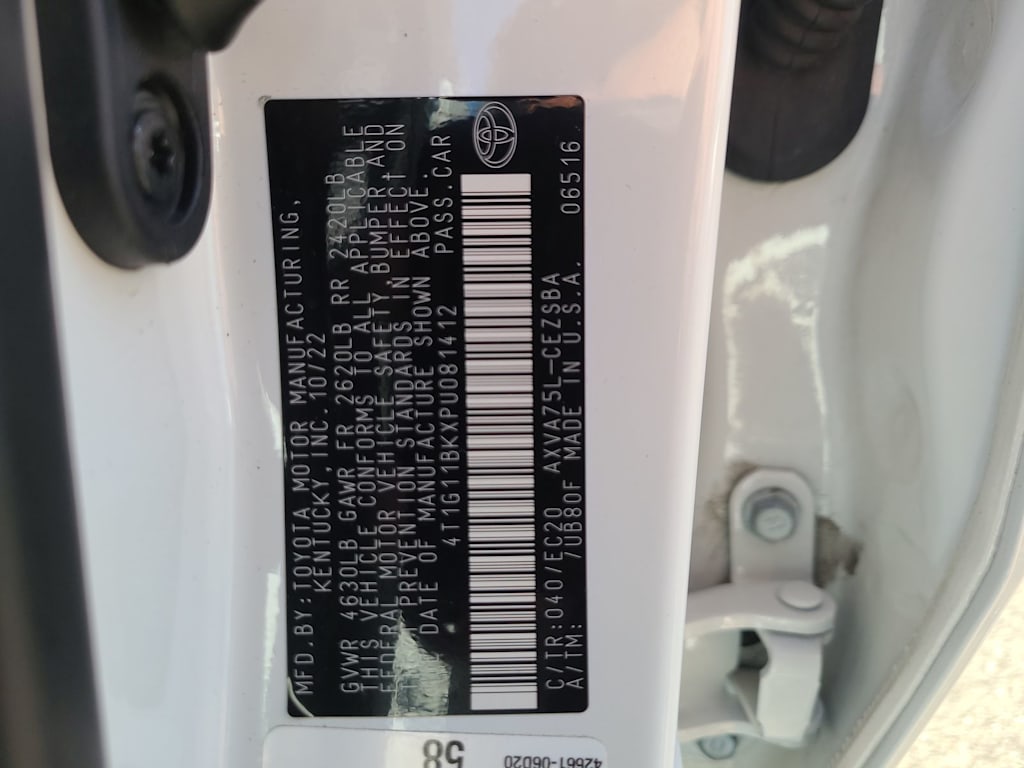 MFD.BY:TOYOTA MOTOR MANUFACTURING,
KENTUCKY, INC. 10/22
GVWR 4630LB GAWR FR 2620LB RR 2420LB
THIS VEHICLE CONFORMS TO ALL APPLICABLE
FEDERAL MOTOR VEHICLE SAFETY, BUMPER, AND
PREVENTION STANDARDS IN EFFECT ON
DATE OF MANUFACTURE SHOWN ABOVE.
4T1G11BKXPU081412 PASS.CAR
C/TR:040/EC20 AXVA75L-CEZSBA
A/TM: /UB80F MADE IN U.S.A. 06516
58
42661-06D20